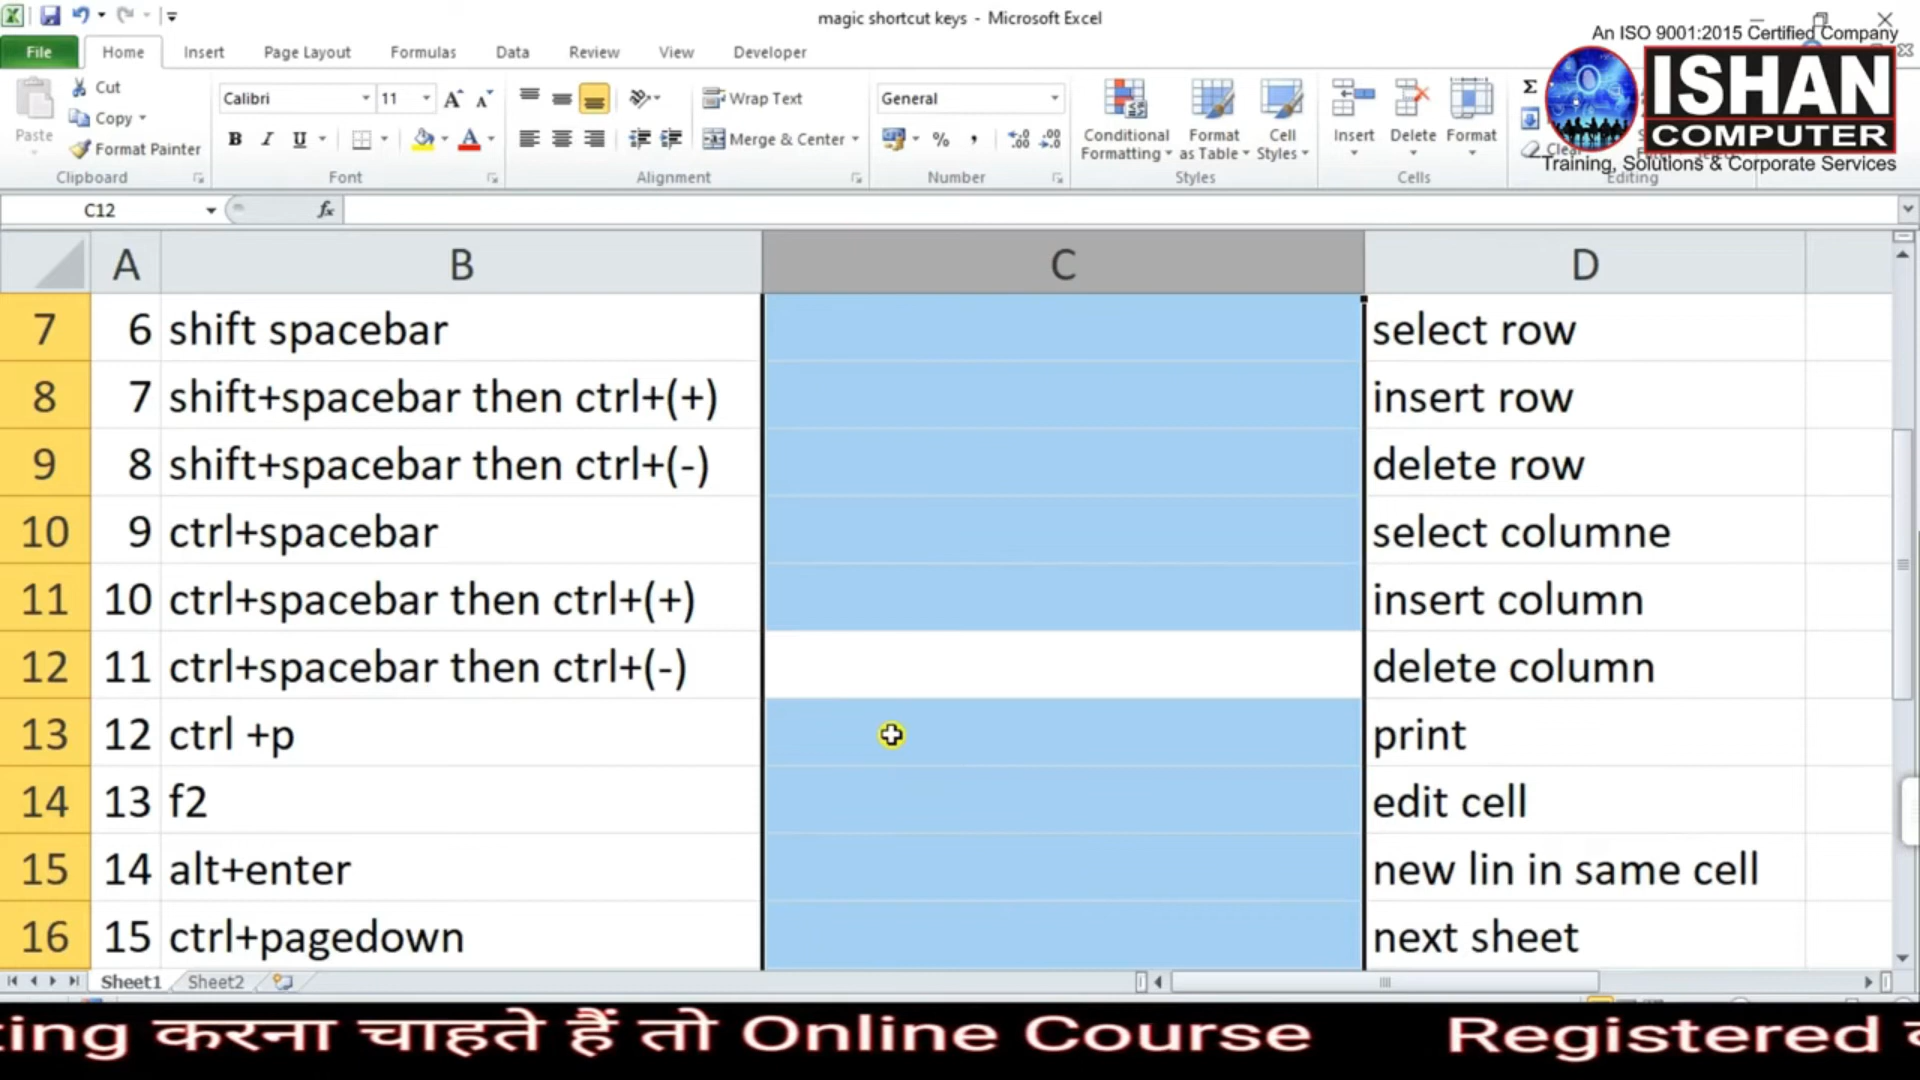 magic shortcut keys - Microsoft Excel
An ISO 9001:2015 Certified Company
File Home Insert Page Layout Formulas Data Review View Developer
ISHAN
COMPUTER
Training, Solutions & Corporate Services
Paste
Cut
Copy
Format Painter
Clipboard
Calibri 11
B I U
Font
Wrap Text
Merge & Center
Alignment
General
% ,
Number
Conditional Formatting
Format as Table
Cell Styles
Styles
Insert Delete Format
Cells
Σ
Clear
Editing
C12 fx
A B C D
7 6 shift spacebar select row
8 7 shift+spacebar then ctrl+(+) insert row
9 8 shift+spacebar then ctrl+(-) delete row
10 9 ctrl+spacebar select columne
11 10 ctrl+spacebar then ctrl+(+) insert column
12 11 ctrl+spacebar then ctrl+(-) delete column
13 12 ctrl +p print
14 13 f2 edit cell
15 14 alt+enter new lin in same cell
16 15 ctrl+pagedown next sheet
Sheet1 Sheet2
ting करना चाहते हैं तो Online Course Registered